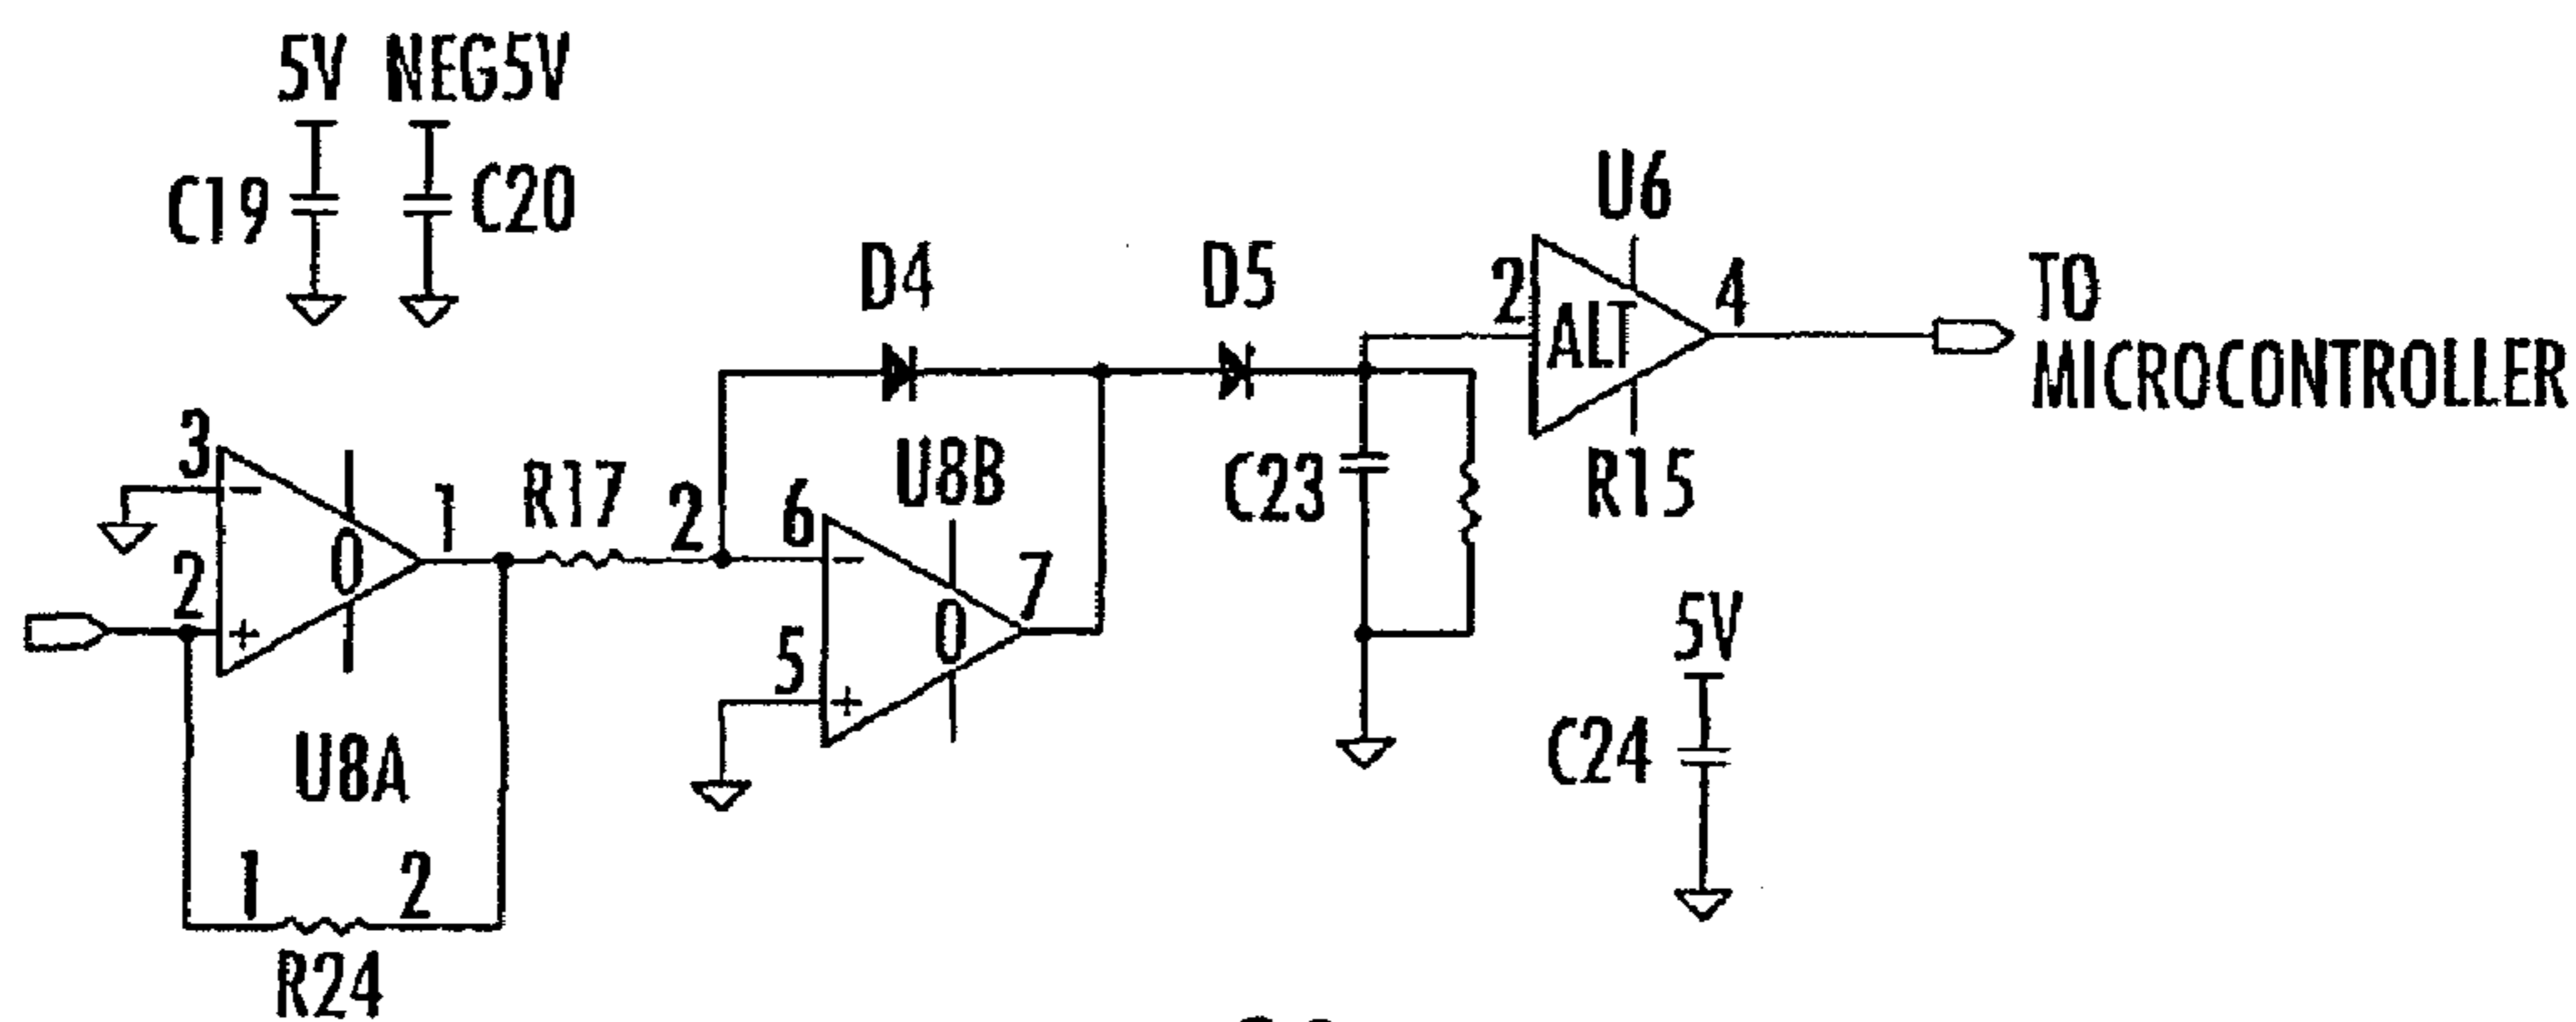 5V NEG5V
C19
C20
D4
D5
U6
2
ALT
4
TO
MICROCONTROLLER
3
-
1
0
2
+
U8A
R17
2
6
-
U8B
0
7
5
+
C23
R15
5V
C24
1
2
R24